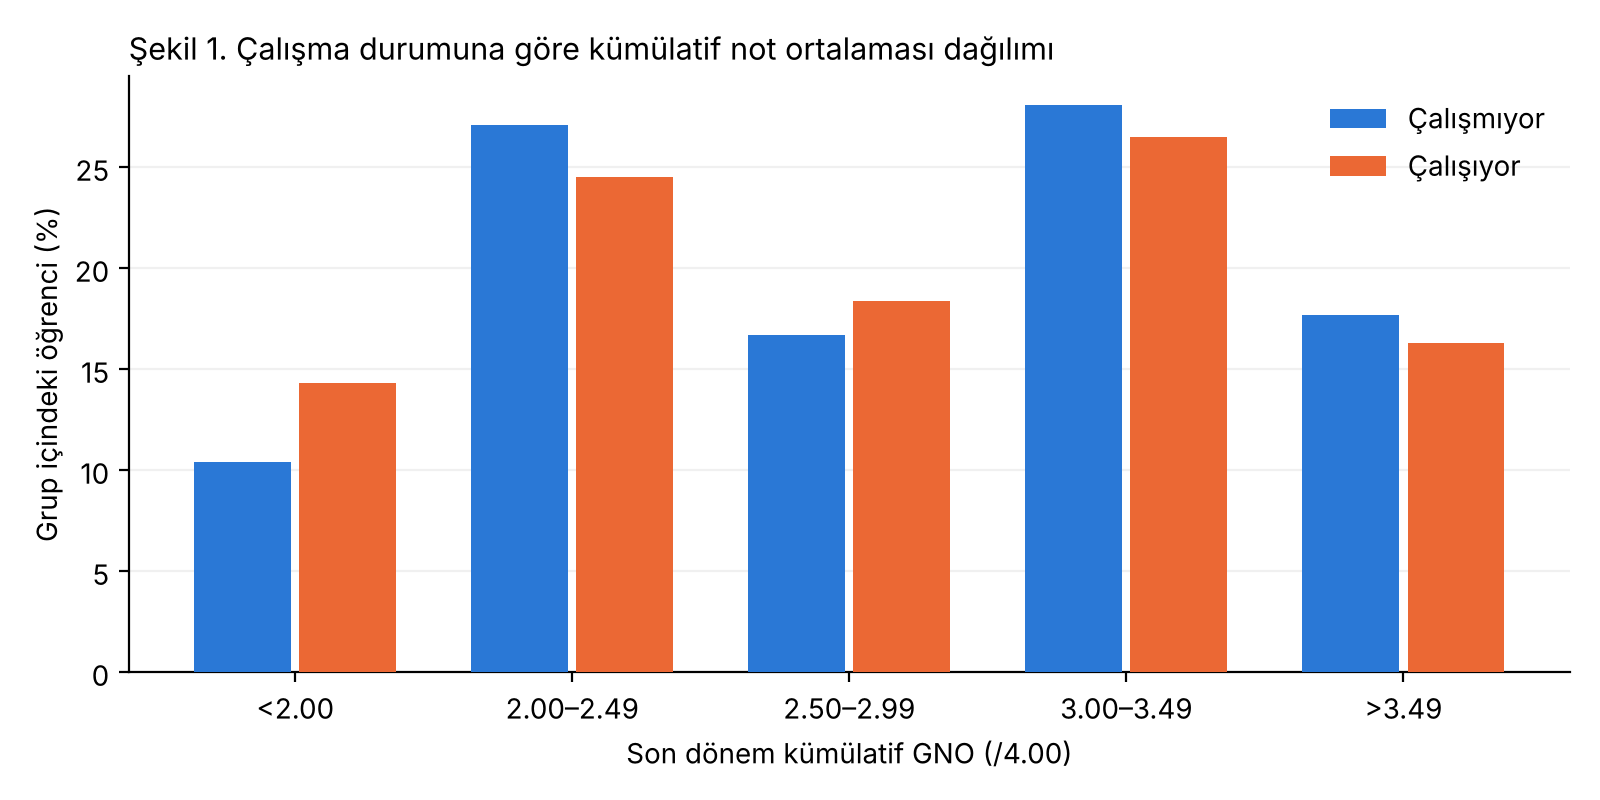 Şekil 1. Çalışma durumuna göre kümülatif not ortalaması dağılımı
Çalışmıyor
Çalışıyor
Grup içindeki öğrenci (%)
25
20
15
10
5
0
<2.00
2.00–2.49
2.50–2.99
3.00–3.49
>3.49
Son dönem kümülatif GNO (/4.00)